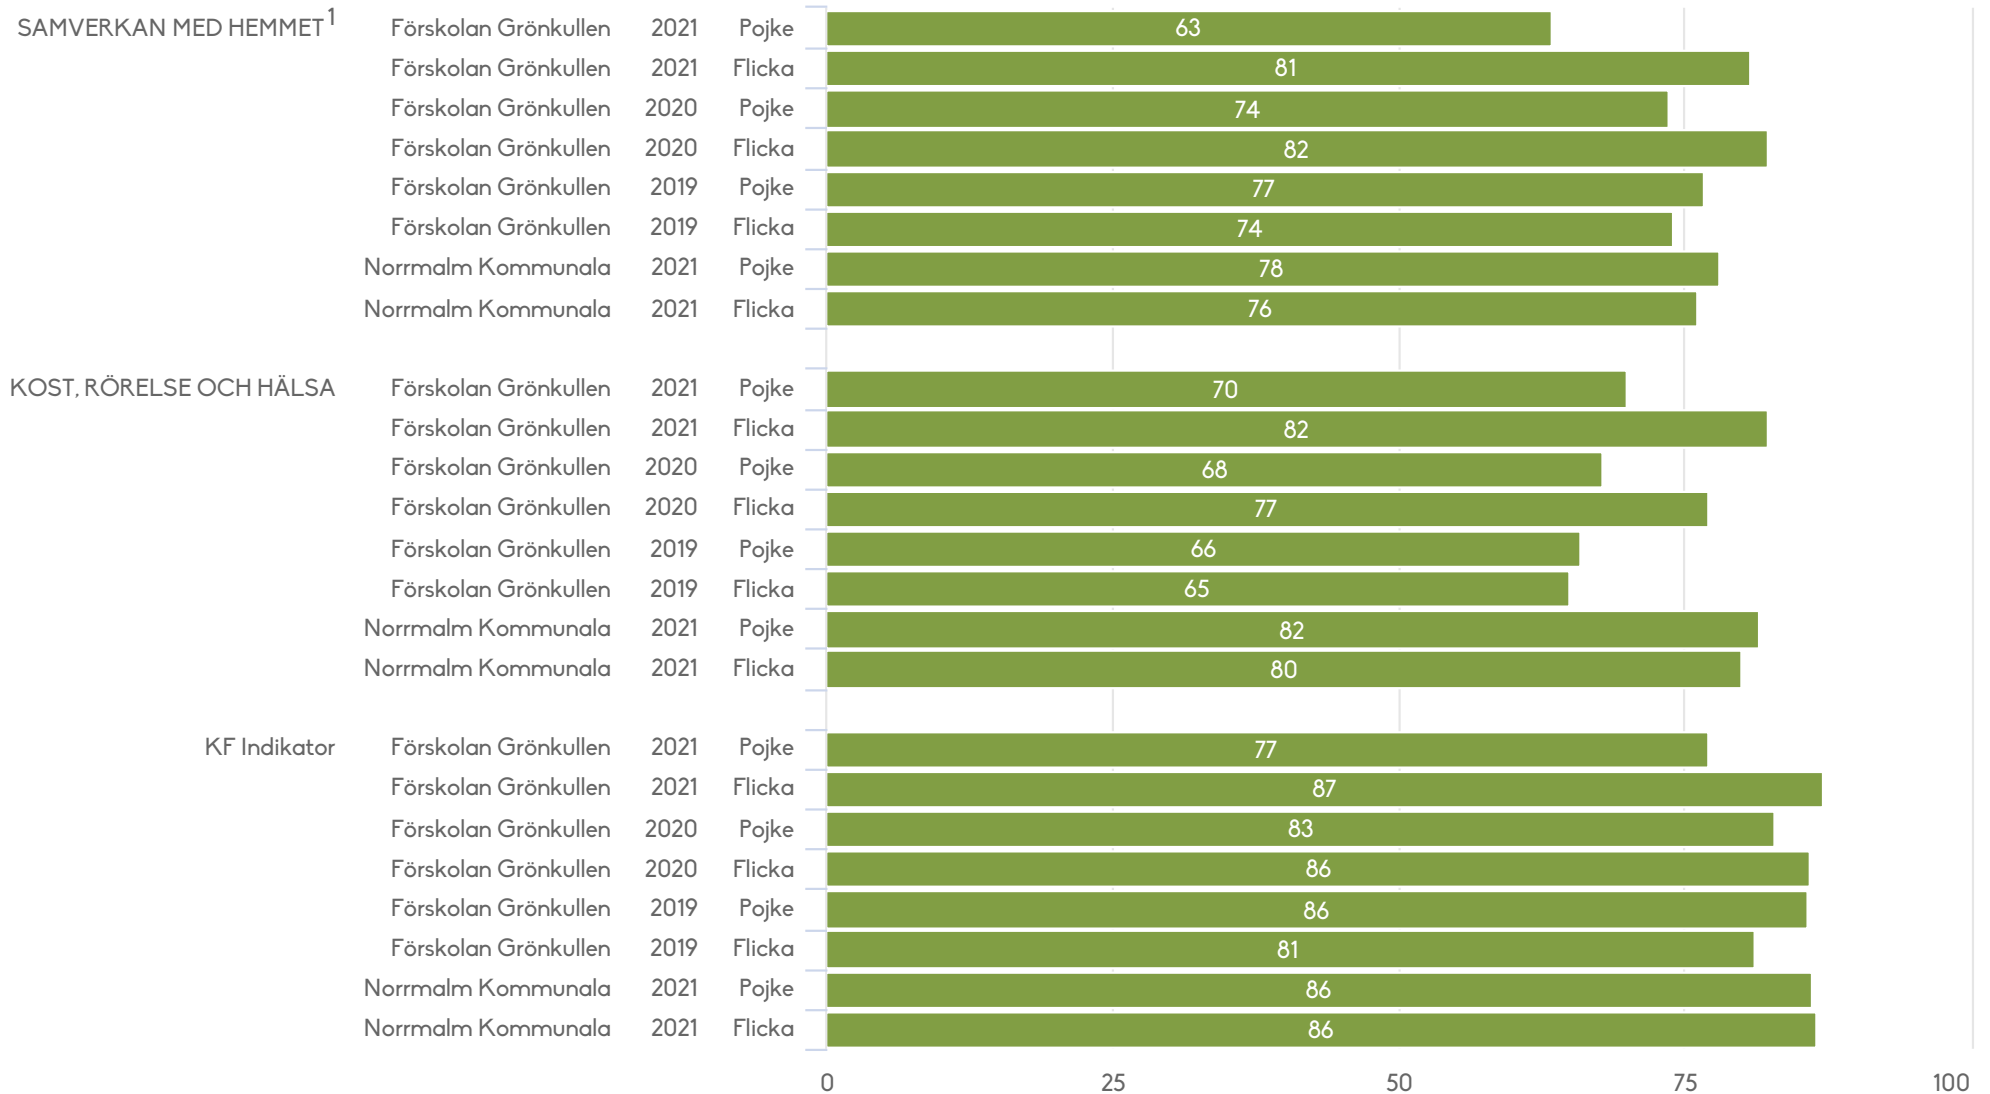 SAMVERKAN MED HEMMET¹ Förskolan Grönkullen 2021 Pojke 63
Förskolan Grönkullen 2021 Flicka 81
Förskolan Grönkullen 2020 Pojke 74
Förskolan Grönkullen 2020 Flicka 82
Förskolan Grönkullen 2019 Pojke 77
Förskolan Grönkullen 2019 Flicka 74
Norrmalm Kommunala 2021 Pojke 78
Norrmalm Kommunala 2021 Flicka 76
KOST, RÖRELSE OCH HÄLSA Förskolan Grönkullen 2021 Pojke 70
Förskolan Grönkullen 2021 Flicka 82
Förskolan Grönkullen 2020 Pojke 68
Förskolan Grönkullen 2020 Flicka 77
Förskolan Grönkullen 2019 Pojke 66
Förskolan Grönkullen 2019 Flicka 65
Norrmalm Kommunala 2021 Pojke 82
Norrmalm Kommunala 2021 Flicka 80
KF Indikator Förskolan Grönkullen 2021 Pojke 77
Förskolan Grönkullen 2021 Flicka 87
Förskolan Grönkullen 2020 Pojke 83
Förskolan Grönkullen 2020 Flicka 86
Förskolan Grönkullen 2019 Pojke 86
Förskolan Grönkullen 2019 Flicka 81
Norrmalm Kommunala 2021 Pojke 86
Norrmalm Kommunala 2021 Flicka 86
0 25 50 75 100